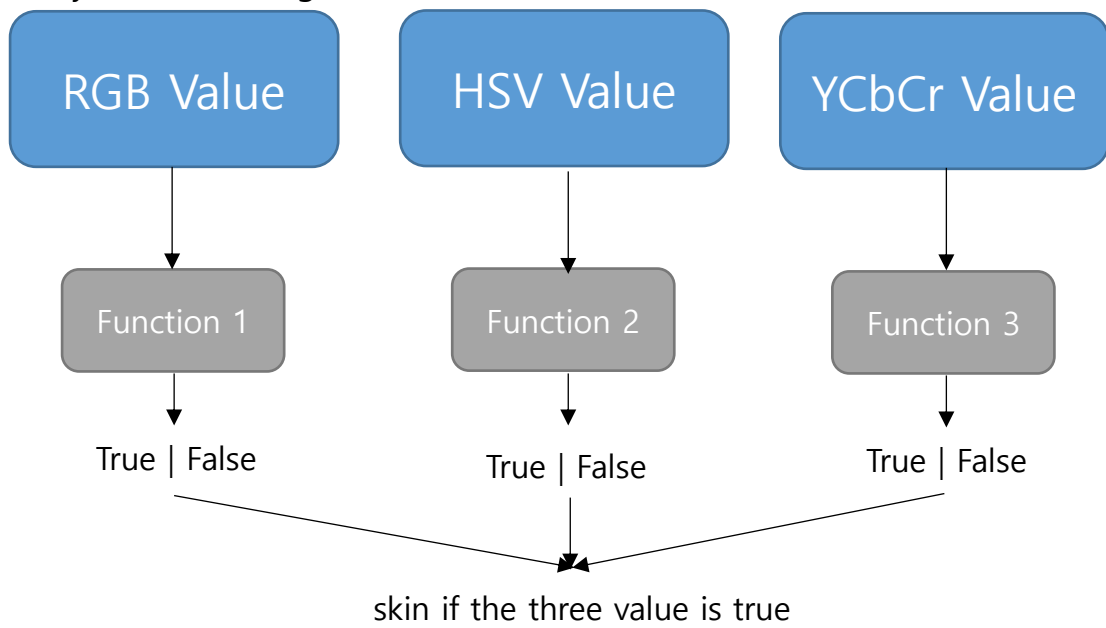 RGB Value
HSV Value
YCbCr Value
Function 1
Function 2
Function 3
True | False
True | False
True | False
skin if the three value is true